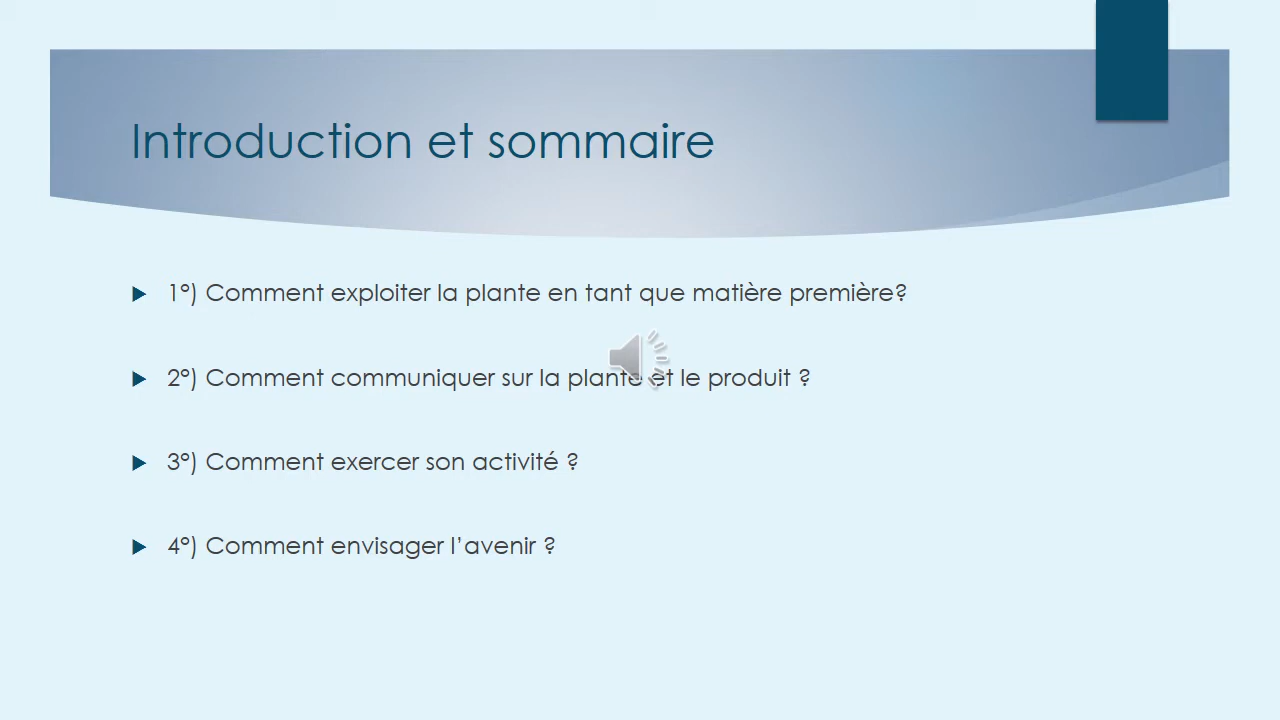 Introduction et sommaire
1°) Comment exploiter la plante en tant que matière première?
2°) Comment communiquer sur la plante et le produit ?
3°) Comment exercer son activité ?
4°) Comment envisager l’avenir ?